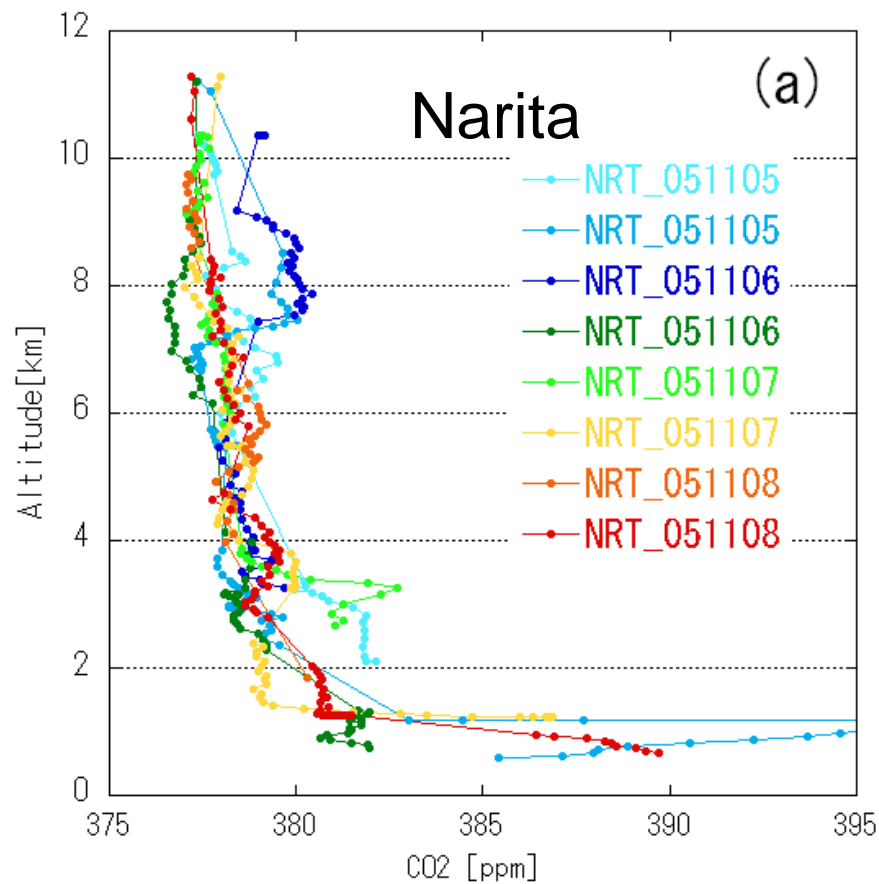 12
(a)
Narita
10
NRT_051105
NRT_051105
8
NRT_051106
NRT_051106
Altitude[km]
6
NRT_051107
NRT_051107
NRT_051108
4
NRT_051108
2
0
375
380
385
390
395
CO2 [ppm]